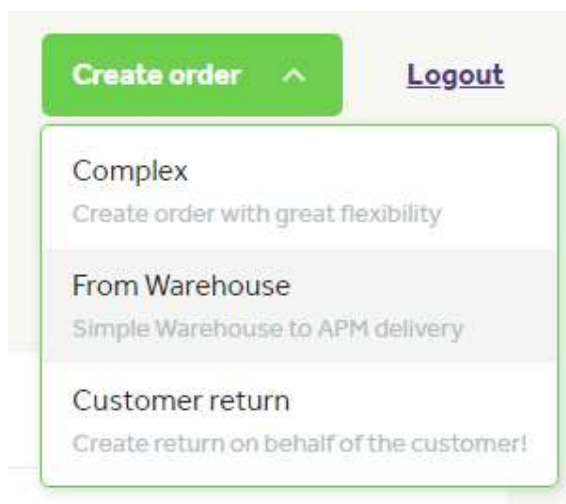 Create order
Logout
Complex
Create order with great flexibility
From Warehouse
Simple Warehouse to APM delivery
Customer return
Create return on behalf of the customer!